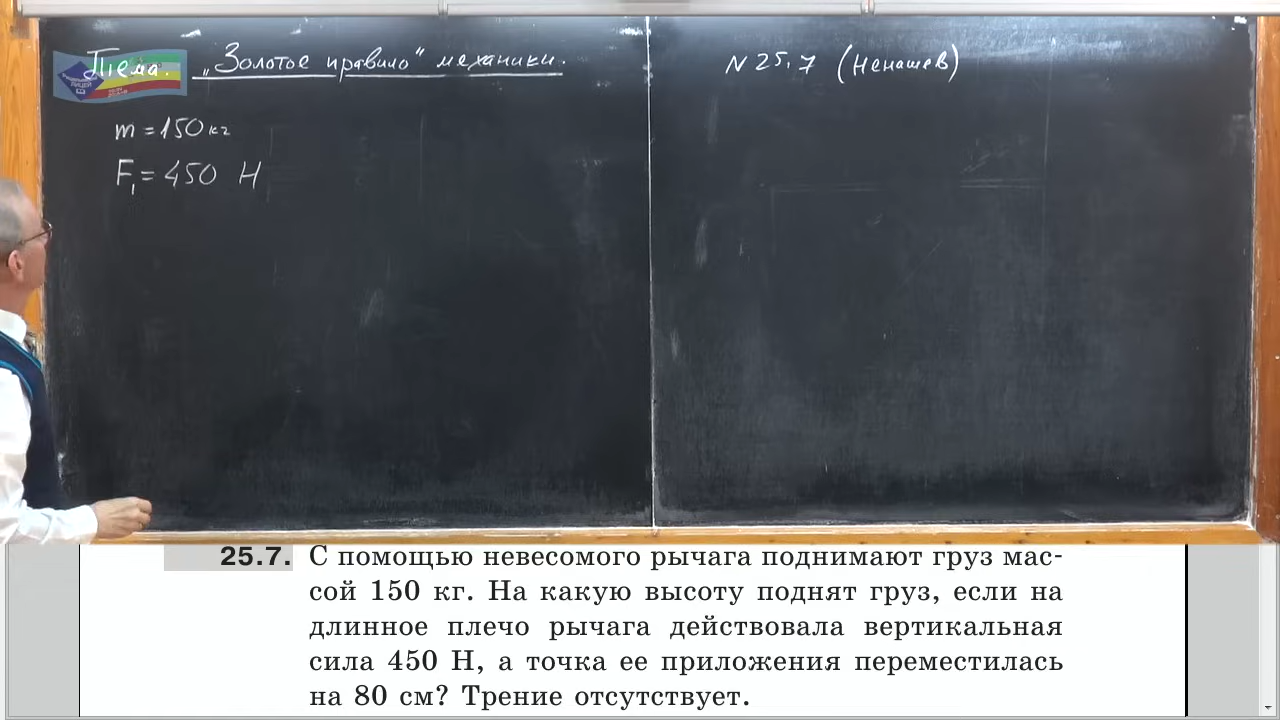 Тема. „Золотое правило" механики.
N 25.7 (Ненашев)
m = 150 кг
F₁ = 450 Н
25.7. С помощью невесомого рычага поднимают груз мас-
сой 150 кг. На какую высоту поднят груз, если на
длинное плечо рычага действовала вертикальная
сила 450 Н, а точка ее приложения переместилась
на 80 см? Трение отсутствует.